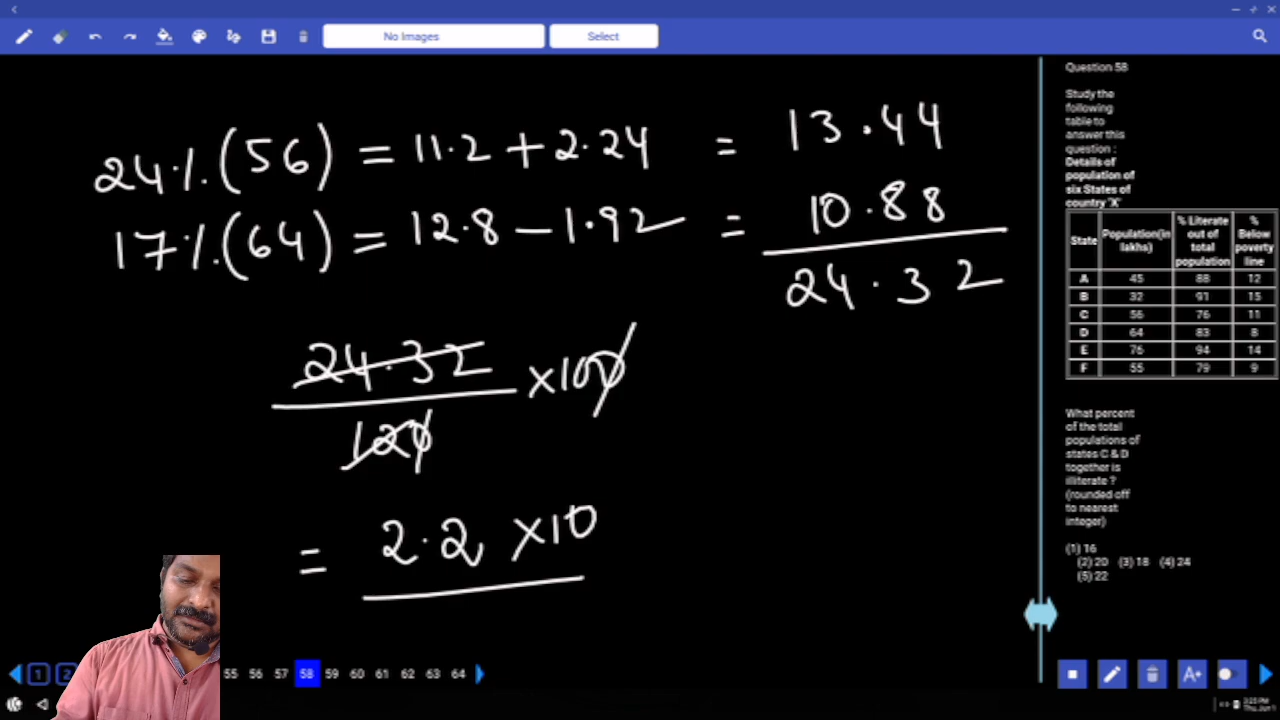 No Images
Select
24%.(56) = 11.2 + 2.24 = 13.44
17%.(64) = 12.8 - 1.92 = 10.88
24.32
24.32
120
×100
= 2.2 ×10
Question 58
Study the
following
table to
answer this
question :
Details of
population of
six States of
country 'X'
State Population(in lakhs) % Literate out of total population % Below poverty line
A 45 88 12
B 32 91 15
C 56 76 11
D 64 83 8
E 76 94 14
F 55 79 9
What percent
of the total
populations of
states C & D
together is
illiterate ?
(rounded off
to nearest
integer)
(1) 16
(2) 20 (3) 18 (4) 24
(5) 22
1 2 55 56 57 58 59 60 61 62 63 64
A+
3:25 PM